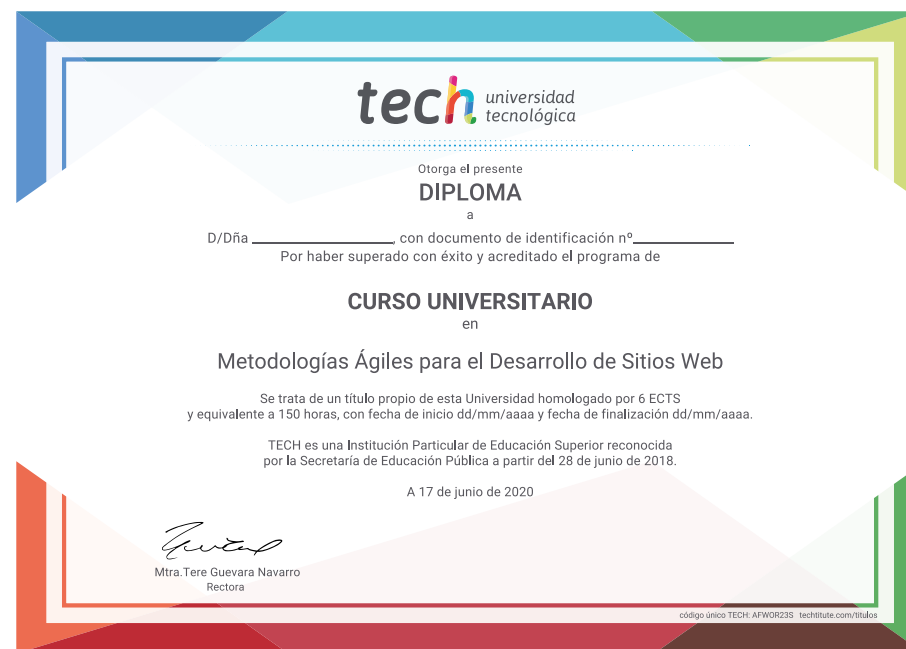 tech universidad
tecnológica
Otorga el presente
DIPLOMA
a
D/Dña ____________________, con documento de identificación nº______________
Por haber superado con éxito y acreditado el programa de
CURSO UNIVERSITARIO
en
Metodologías Ágiles para el Desarrollo de Sitios Web
Se trata de un título propio de esta Universidad homologado por 6 ECTS
y equivalente a 150 horas, con fecha de inicio dd/mm/aaaa y fecha de finalización dd/mm/aaaa.
TECH es una Institución Particular de Educación Superior reconocida
por la Secretaría de Educación Pública a partir del 28 de junio de 2018.
A 17 de junio de 2020
Mtra.Tere Guevara Navarro
Rectora
código único TECH: AFWOR23S techtitute.com/titulos